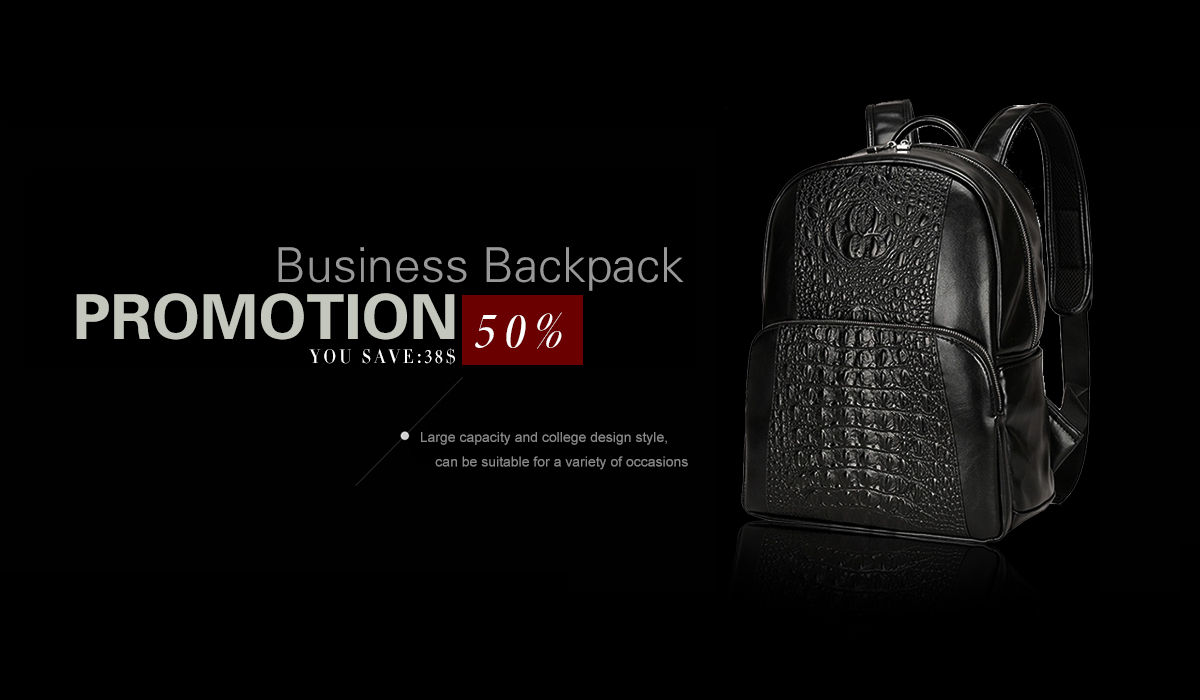 Business Backpack
PROMOTION 50%
YOU SAVE:38$
Large capacity and college design style,
can be suitable for a variety of occasions